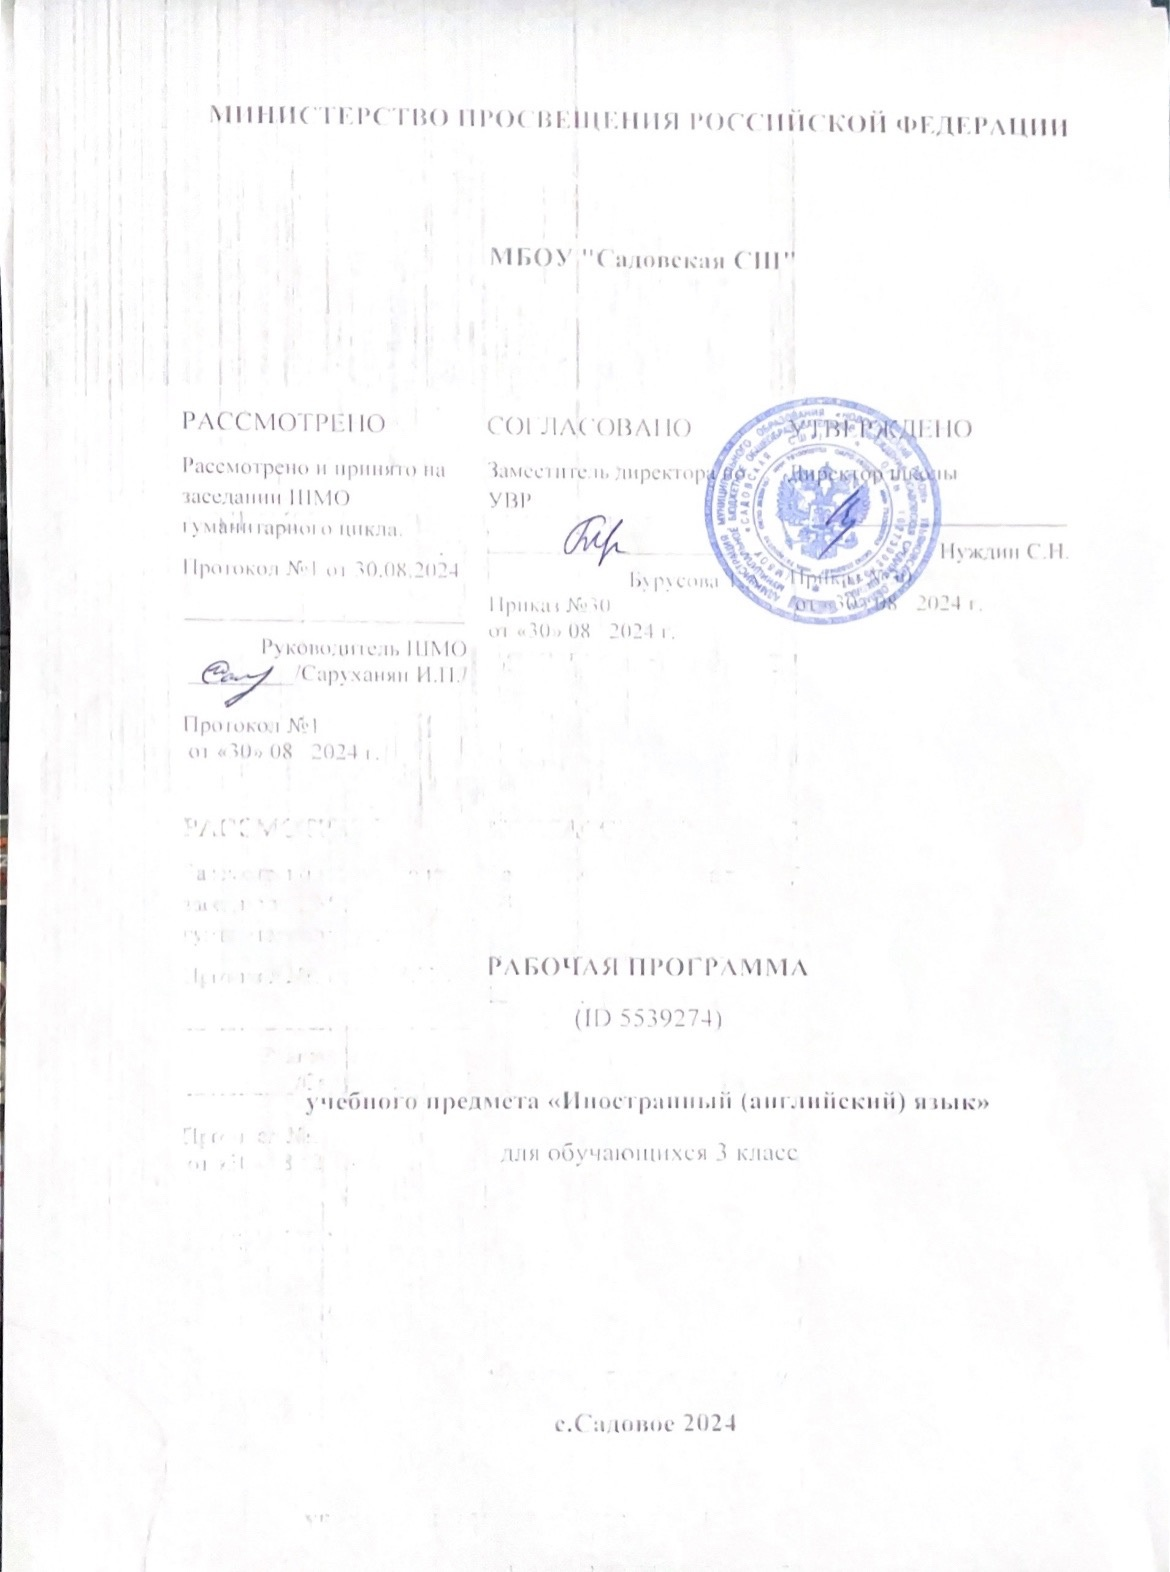 МИНИСТЕРСТВО ПРОСВЕЩЕНИЯ РОССИЙСКОЙ ФЕДЕРАЦИИ
МБОУ "Садовская СШ"
РАССМОТРЕНО
Рассмотрено и принято на
заседании ШМО
гуманитарного цикла.
Протокол №1 от 30.08.2024
Руководитель ШМО
/Саруханян И.П./
Протокол №1
от «30» 08 2024 г.
СОГЛАСОВАНО
Заместитель директора по
УВР
Бурусова
Приказ №30
от «30» 08 2024 г.
УТВЕРЖДЕНО
Директор школы
Нуждин С.Н.
Приказ №30
от «30» 08 2024 г.
РАБОЧАЯ ПРОГРАММА
(ID 5539274)
учебного предмета «Иностранный (английский) язык»
для обучающихся 3 класс
с.Садовое 2024